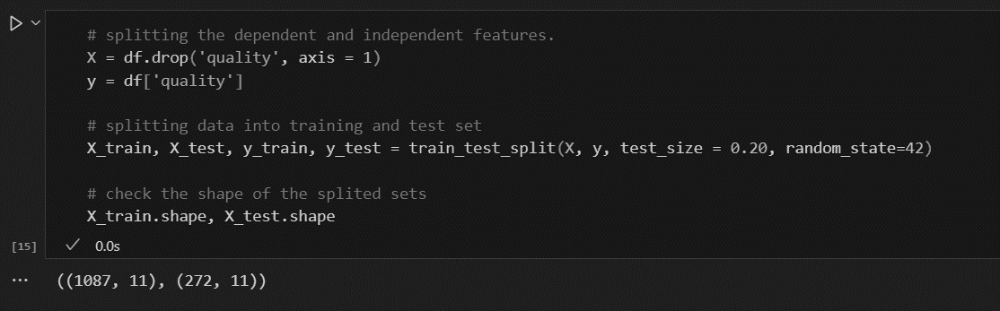 # splitting the dependent and independent features.
X = df.drop('quality', axis = 1)
y = df['quality']
# splitting data into training and test set
X_train, X_test, y_train, y_test = train_test_split(X, y, test_size = 0.20, random_state=42)
# check the shape of the splited sets
X_train.shape, X_test.shape
[15] 0.0s
((1087, 11), (272, 11))